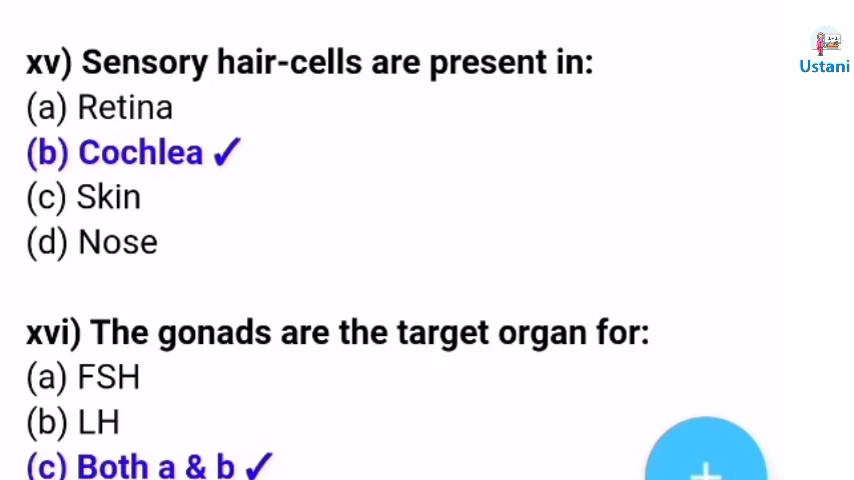 xv) Sensory hair-cells are present in:
(a) Retina
(b) Cochlea ✓
(c) Skin
(d) Nose
xvi) The gonads are the target organ for:
(a) FSH
(b) LH
(c) Both a & b ✓
Ustani
+